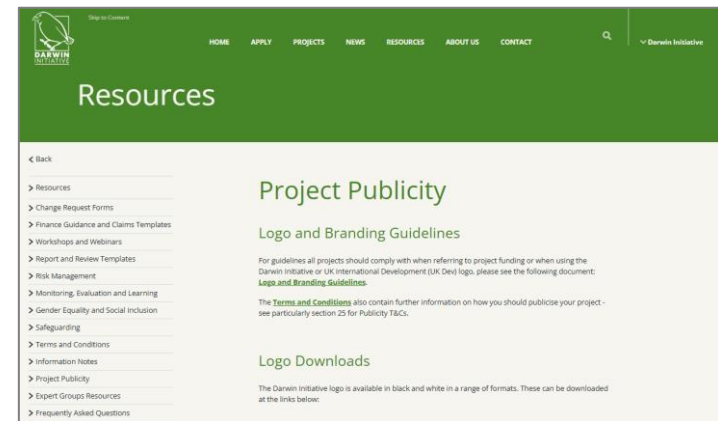 Skip to Content
DARWIN
INITIATIVE
HOME APPLY PROJECTS NEWS RESOURCES ABOUT US CONTACT
Darwin Initiative
Resources
Back
Resources
Change Request Forms
Finance Guidance and Claims Templates
Workshops and Webinars
Report and Review Templates
Risk Management
Monitoring, Evaluation and Learning
Gender Equality and Social Inclusion
Safeguarding
Terms and Conditions
Information Notes
Project Publicity
Expert Groups Resources
Frequently Asked Questions
Project Publicity
Logo and Branding Guidelines
For guidelines all projects should comply with when referring to project funding or when using the
Darwin Initiative or UK International Development (UK Dev) logo, please see the following document:
Logo and Branding Guidelines.
The Terms and Conditions also contain further information on how you should publicise your project -
see particularly section 25 for Publicity T&Cs.
Logo Downloads
The Darwin Initiative logo is available in black and white in a range of formats. These can be downloaded
at the links below: